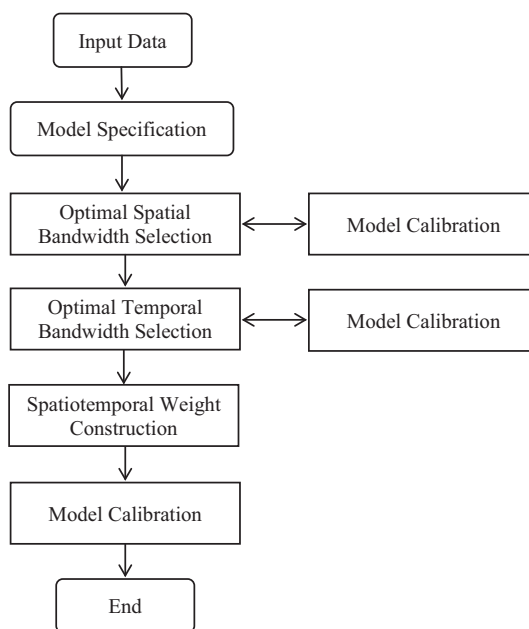 Input Data
Model Specification
Optimal Spatial
Bandwidth Selection
Model Calibration
Optimal Temporal
Bandwidth Selection
Model Calibration
Spatiotemporal Weight
Construction
Model Calibration
End